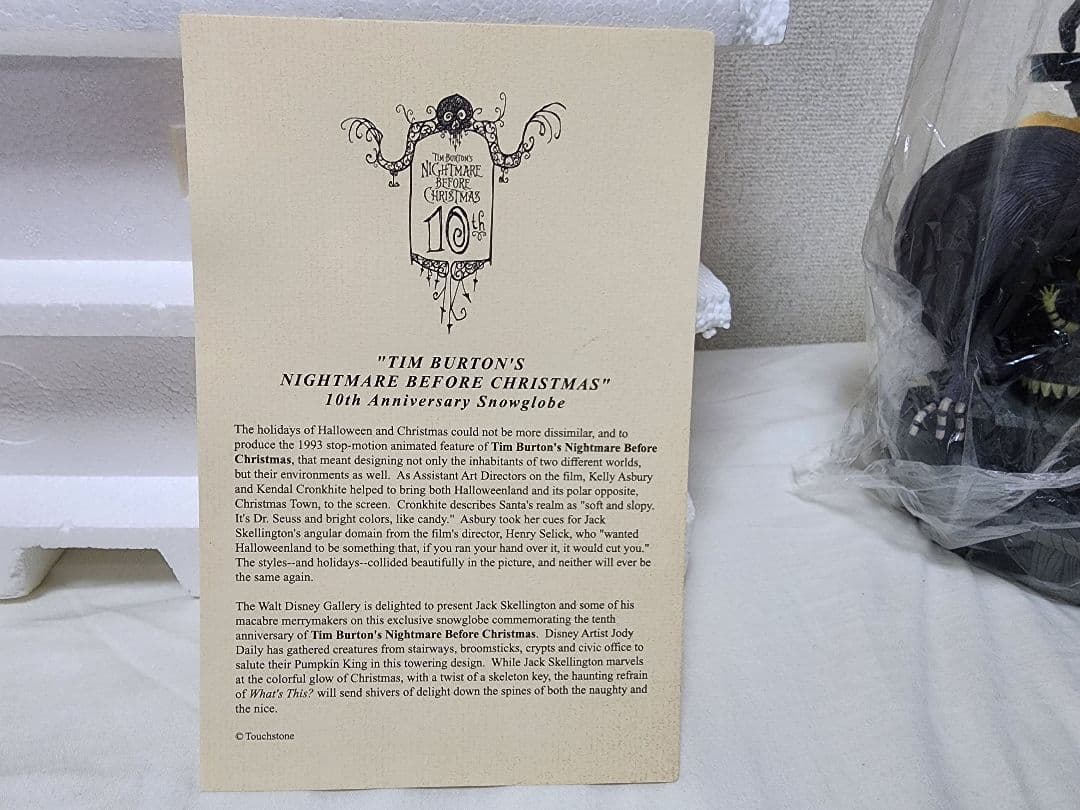 TIM BURTON'S
NIGHTMARE
BEFORE
CHRISTMAS
10th
"TIM BURTON'S
NIGHTMARE BEFORE CHRISTMAS"
10th Anniversary Snowglobe
The holidays of Halloween and Christmas could not be more dissimilar, and to
produce the 1993 stop-motion animated feature of Tim Burton's Nightmare Before
Christmas, that meant designing not only the inhabitants of two different worlds,
but their environments as well. As Assistant Art Directors on the film, Kelly Asbury
and Kendal Cronkhite helped to bring both Halloweenland and its polar opposite,
Christmas Town, to the screen. Cronkhite describes Santa's realm as "soft and slopy.
It's Dr. Seuss and bright colors, like candy." Asbury took her cues for Jack
Skellington's angular domain from the film's director, Henry Selick, who "wanted
Halloweenland to be something that, if you ran your hand over it, it would cut you."
The styles--and holidays--collided beautifully in the picture, and neither will ever be
the same again.
The Walt Disney Gallery is delighted to present Jack Skellington and some of his
macabre merrymakers on this exclusive snowglobe commemorating the tenth
anniversary of Tim Burton's Nightmare Before Christmas. Disney Artist Jody
Daily has gathered creatures from stairways, broomsticks, crypts and civic office to
salute their Pumpkin King in this towering design. While Jack Skellington marvels
at the colorful glow of Christmas, with a twist of a skeleton key, the haunting refrain
of What's This? will send shivers of delight down the spines of both the naughty and
the nice.
© Touchstone